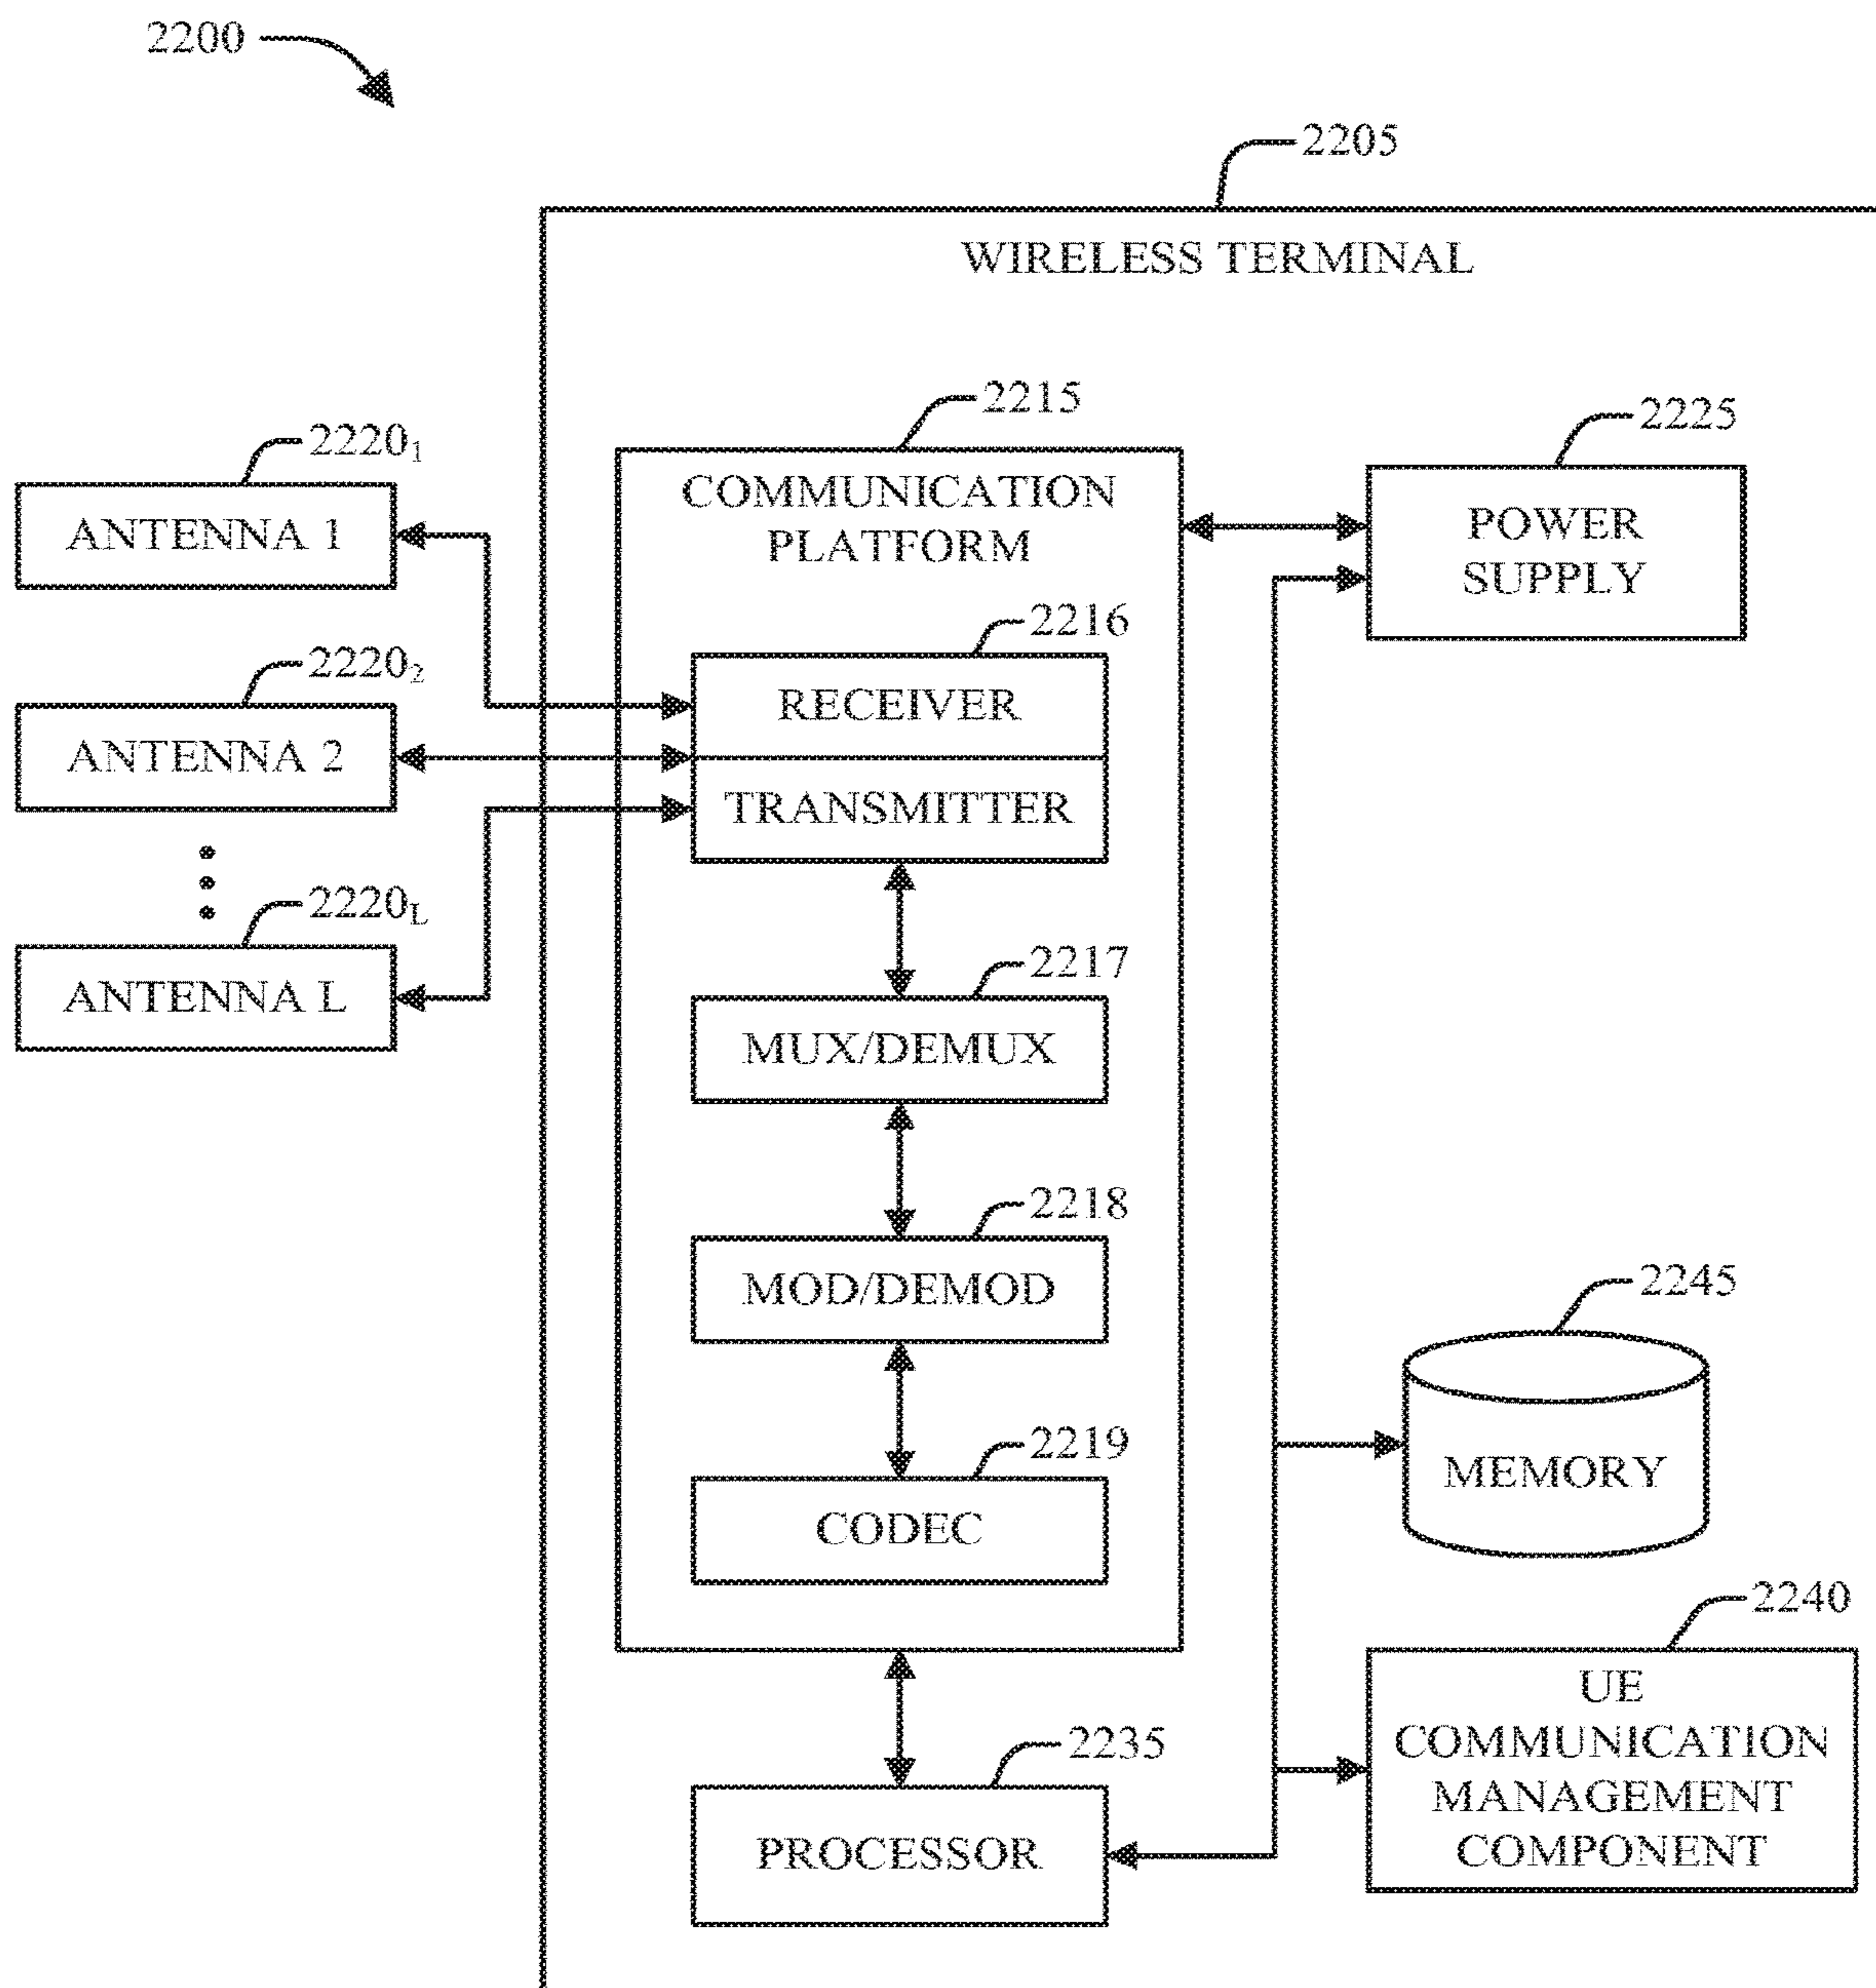 2200
2205
WIRELESS TERMINAL
2215
2225
2220₁
COMMUNICATION
PLATFORM
POWER
SUPPLY
ANTENNA 1
2216
2220₂
RECEIVER
ANTENNA 2
TRANSMITTER
2220L
2217
ANTENNA L
MUX/DEMUX
2218
MOD/DEMOD
2245
2219
MEMORY
CODEC
2240
UE
COMMUNICATION
MANAGEMENT
COMPONENT
2235
PROCESSOR